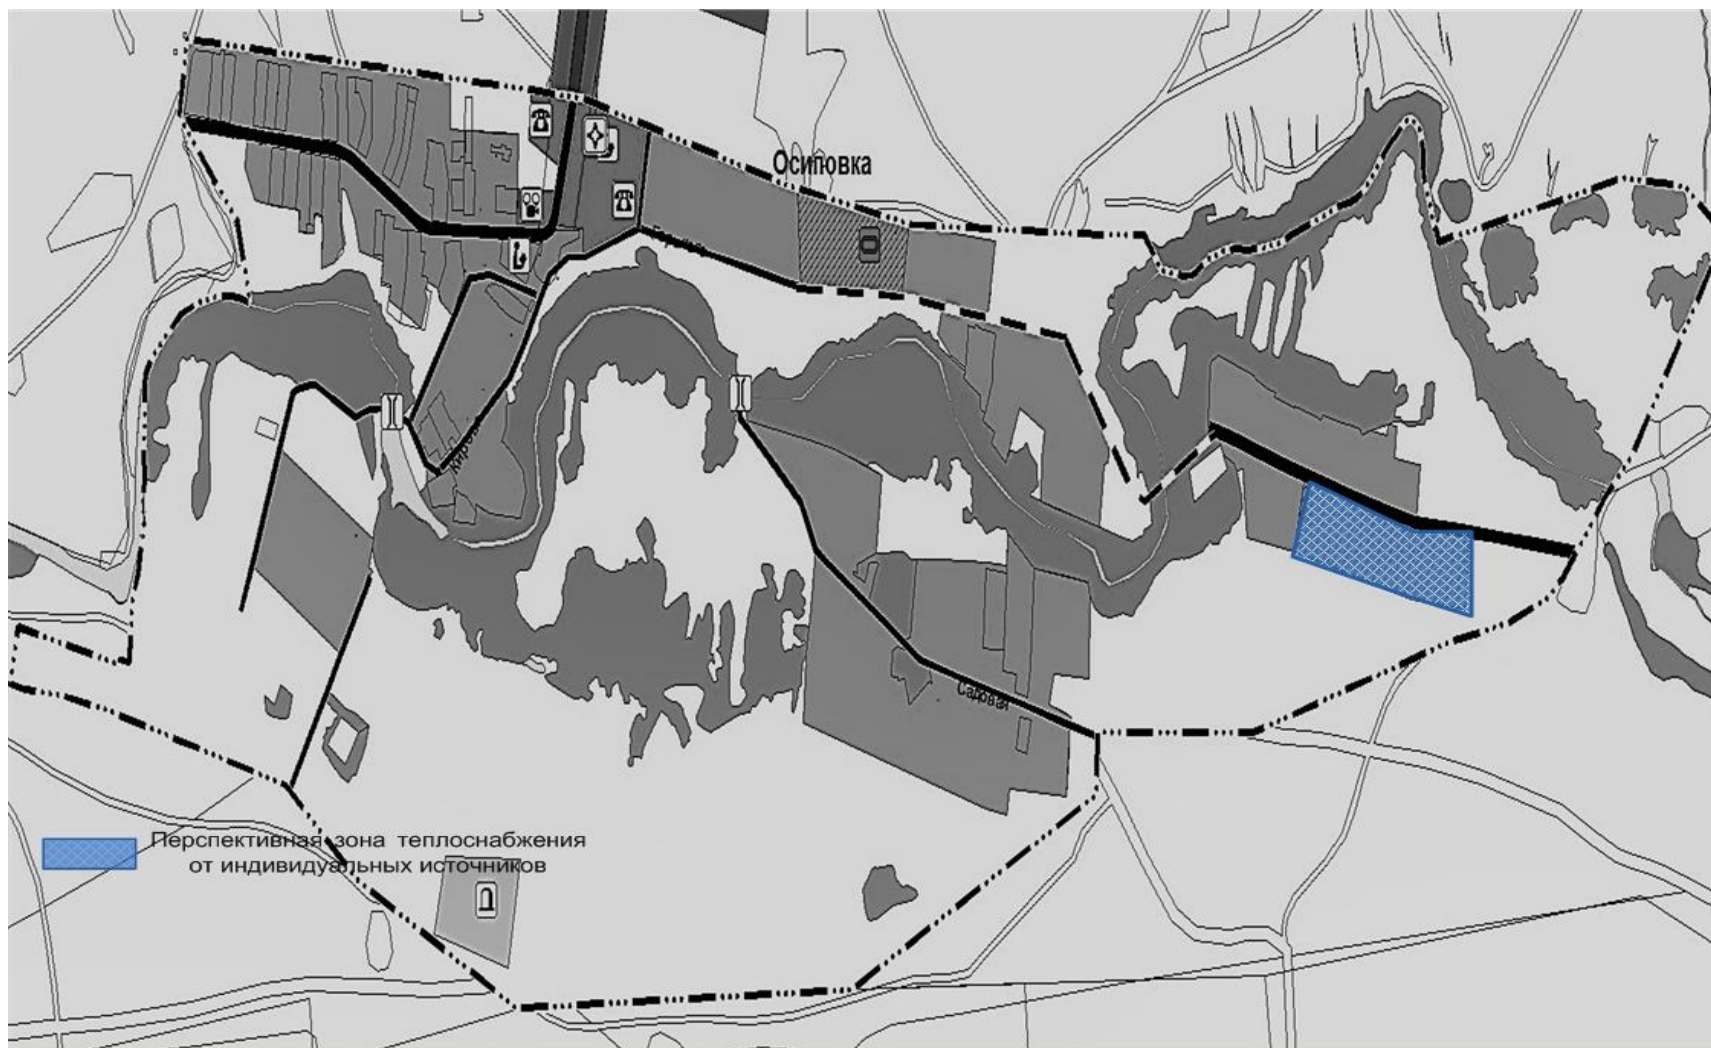 Осиповка
Садовая
Перспективная зона теплоснабжения
от индивидуальных источников